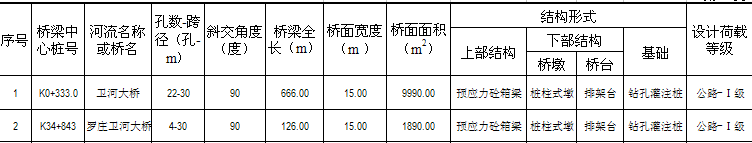 序号 桥梁中心桩号 河流名称或桥名 孔数-跨径（孔-m） 斜交角度（度） 桥梁全长（m） 桥面宽度（m ） 桥面面积（m²） 结构形式 设计荷载等级
上部结构 下部结构 基础
桥墩 桥台
1 K0+333.0 卫河大桥 22-30 90 666.00 15.00 9990.00 预应力砼箱梁 桩柱式墩 排架台 钻孔灌注桩 公路-Ⅰ级
2 K34+843 罗庄卫河大桥 4-30 90 126.00 15.00 1890.00 预应力砼箱梁 桩柱式墩 排架台 钻孔灌注桩 公路-Ⅰ级